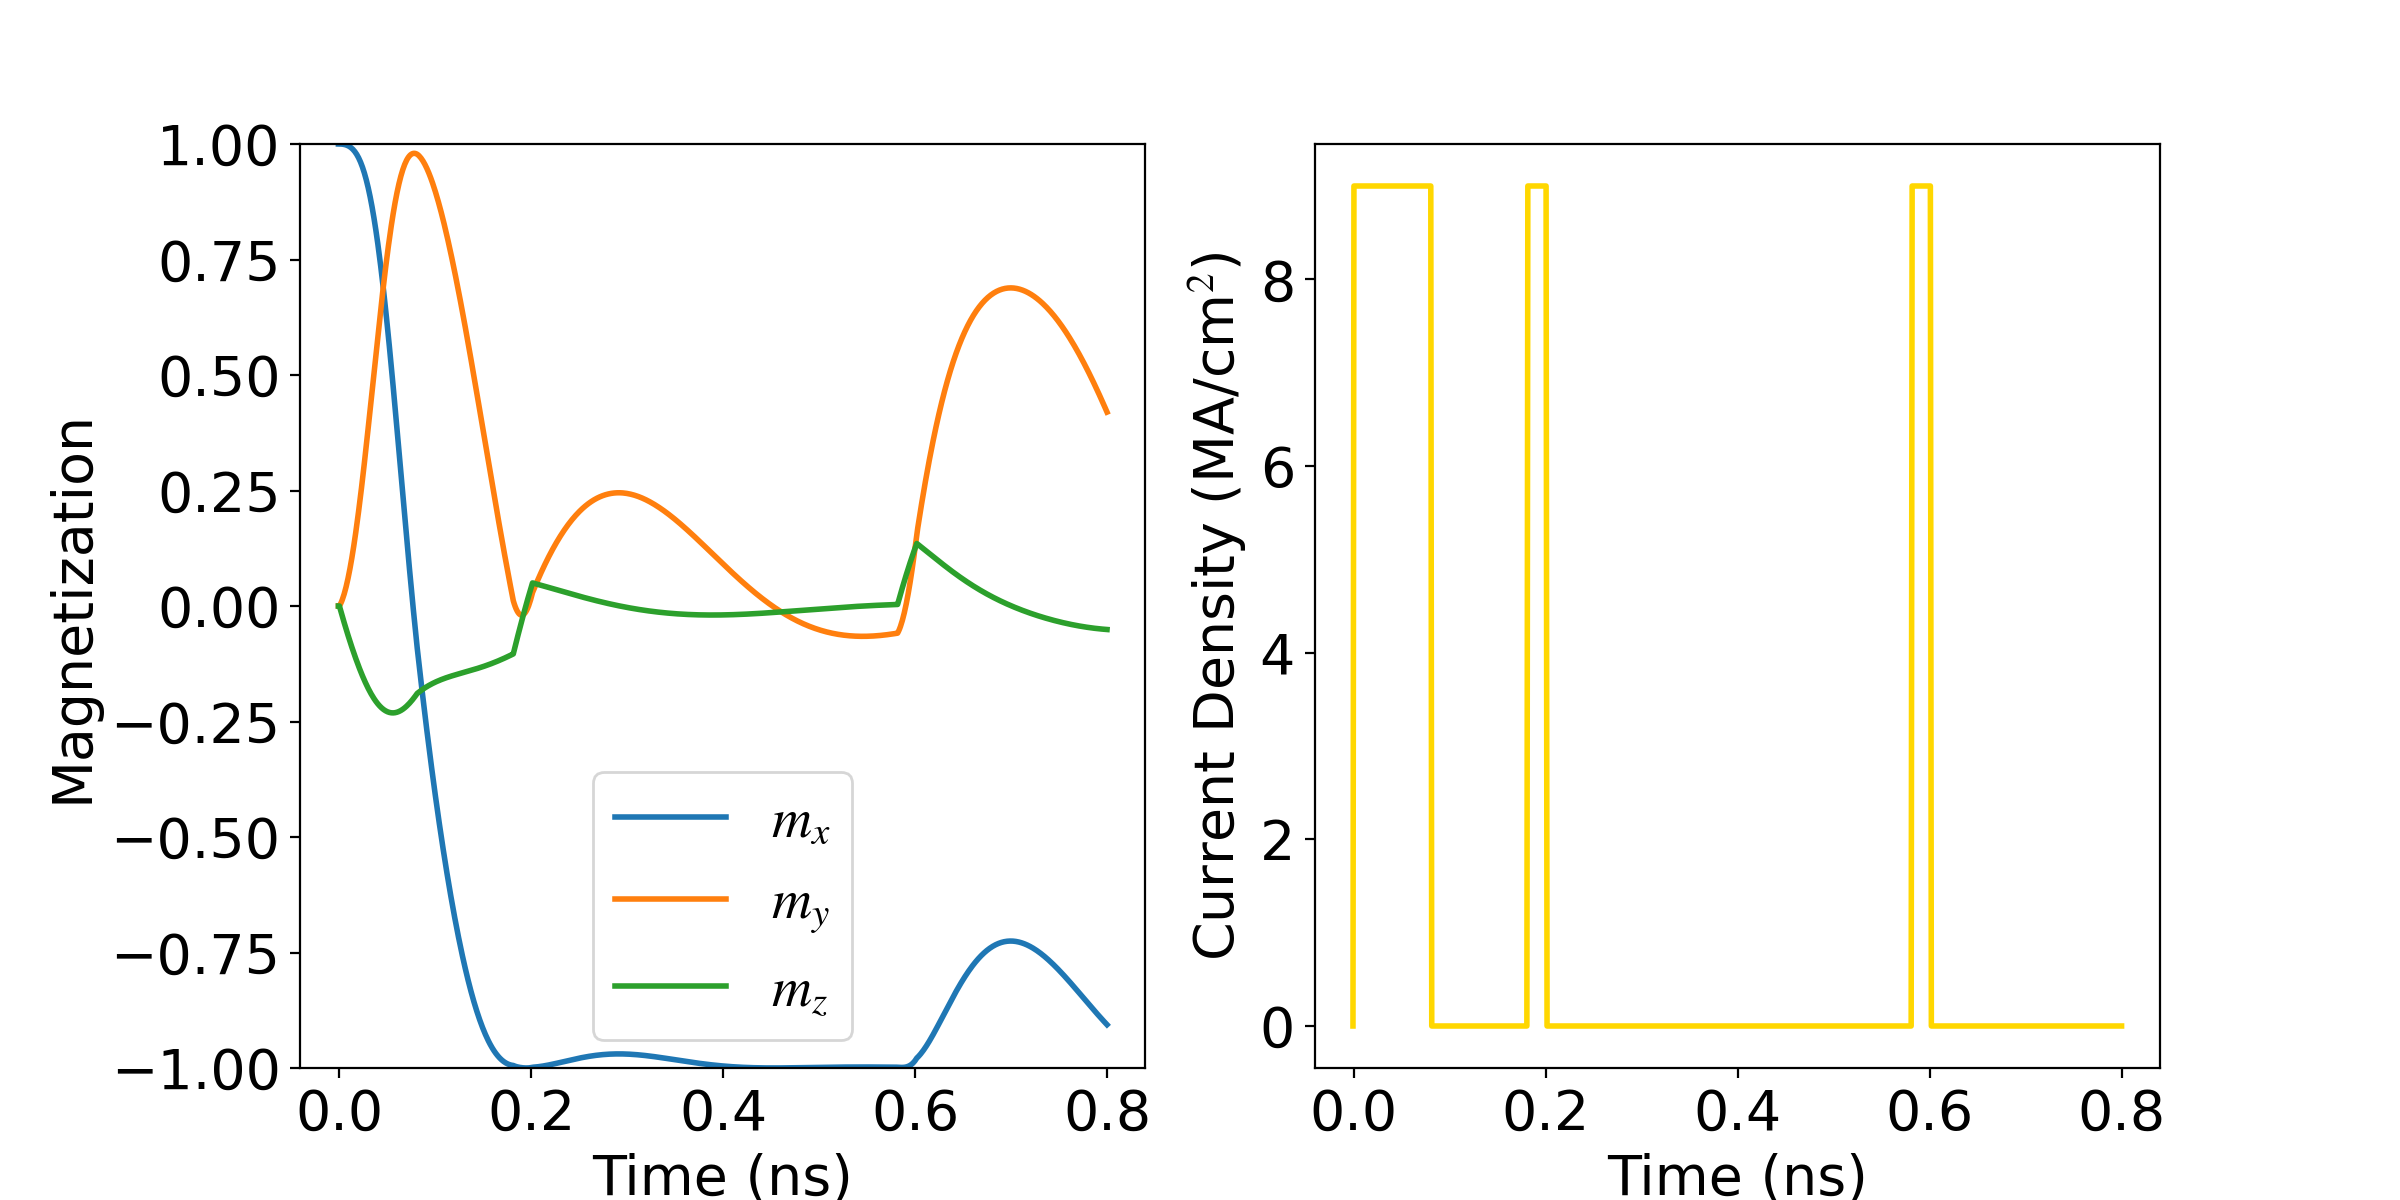 1.00
0.75
0.50
0.25
0.00
−0.25
−0.50
−0.75
−1.00
Magnetization
0.0 0.2 0.4 0.6 0.8
Time (ns)
m_x
m_y
m_z
8
6
4
2
0
Current Density (MA/cm²)
0.0 0.2 0.4 0.6 0.8
Time (ns)